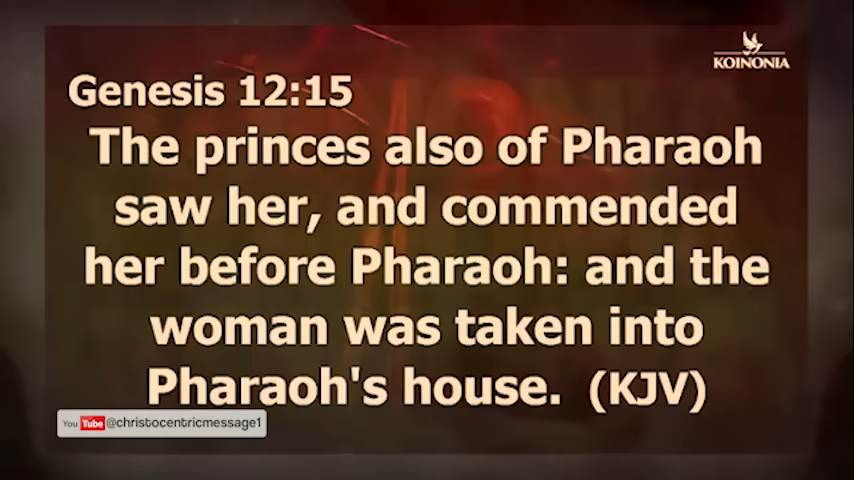 KOINONIA
Genesis 12:15
The princes also of Pharaoh
saw her, and commended
her before Pharaoh: and the
woman was taken into
Pharaoh's house. (KJV)
You Tube @christocentricmessage1